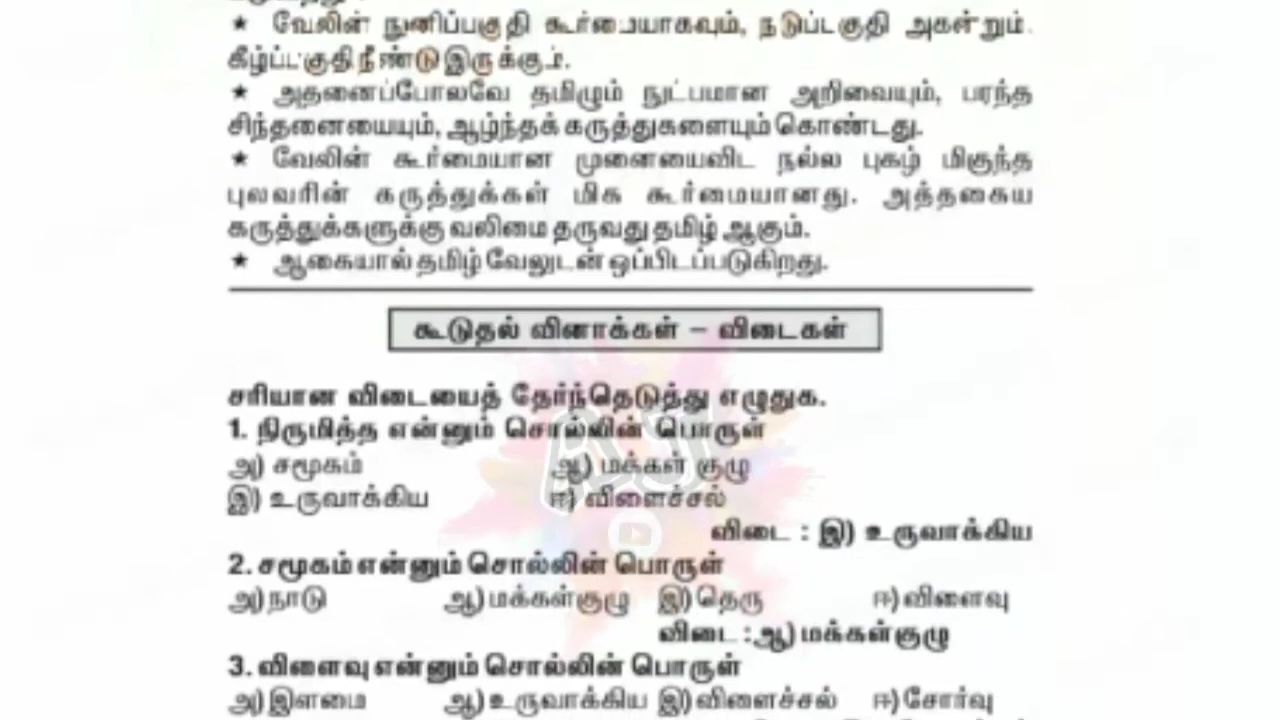 ★ வேலின் நுனிப்பகுதி கூர்மையாகவும், நடுப்பகுதி அகன்றும்
கீழ்ப்பகுதி நீண்டு இருக்கும்.
★ அதனைப்போலவே தமிழும் நுட்பமான அறிவையும், பரந்த
சிந்தனையையும், ஆழ்ந்தக் கருத்துகளையும் கொண்டது.
★ வேலின் கூர்மையான முனையைவிட நல்ல புகழ் மிகுந்த
புலவரின் கருத்துக்கள் மிக கூர்மையானது. அத்தகைய
கருத்துக்களுக்கு வலிமை தருவது தமிழ் ஆகும்.
★ ஆகையால் தமிழ் வேலுடன் ஒப்பிடப்படுகிறது.
கூடுதல் வினாக்கள் – விடைகள்
சரியான விடையைத் தேர்ந்தெடுத்து எழுதுக.
1. நிருமித்த என்னும் சொல்லின் பொருள்
அ) சமூகம் ஆ) மக்கள் குழு
இ) உருவாக்கிய ஈ) விளைச்சல்
விடை : இ) உருவாக்கிய
2. சமூகம் என்னும் சொல்லின் பொருள்
அ) நாடு ஆ) மக்கள்குழு இ) தெரு ஈ) விளைவு
விடை : ஆ) மக்கள்குழு
3. விளைவு என்னும் சொல்லின் பொருள்
அ) இளமை ஆ) உருவாக்கிய இ) விளைச்சல் ஈ) சோர்வு